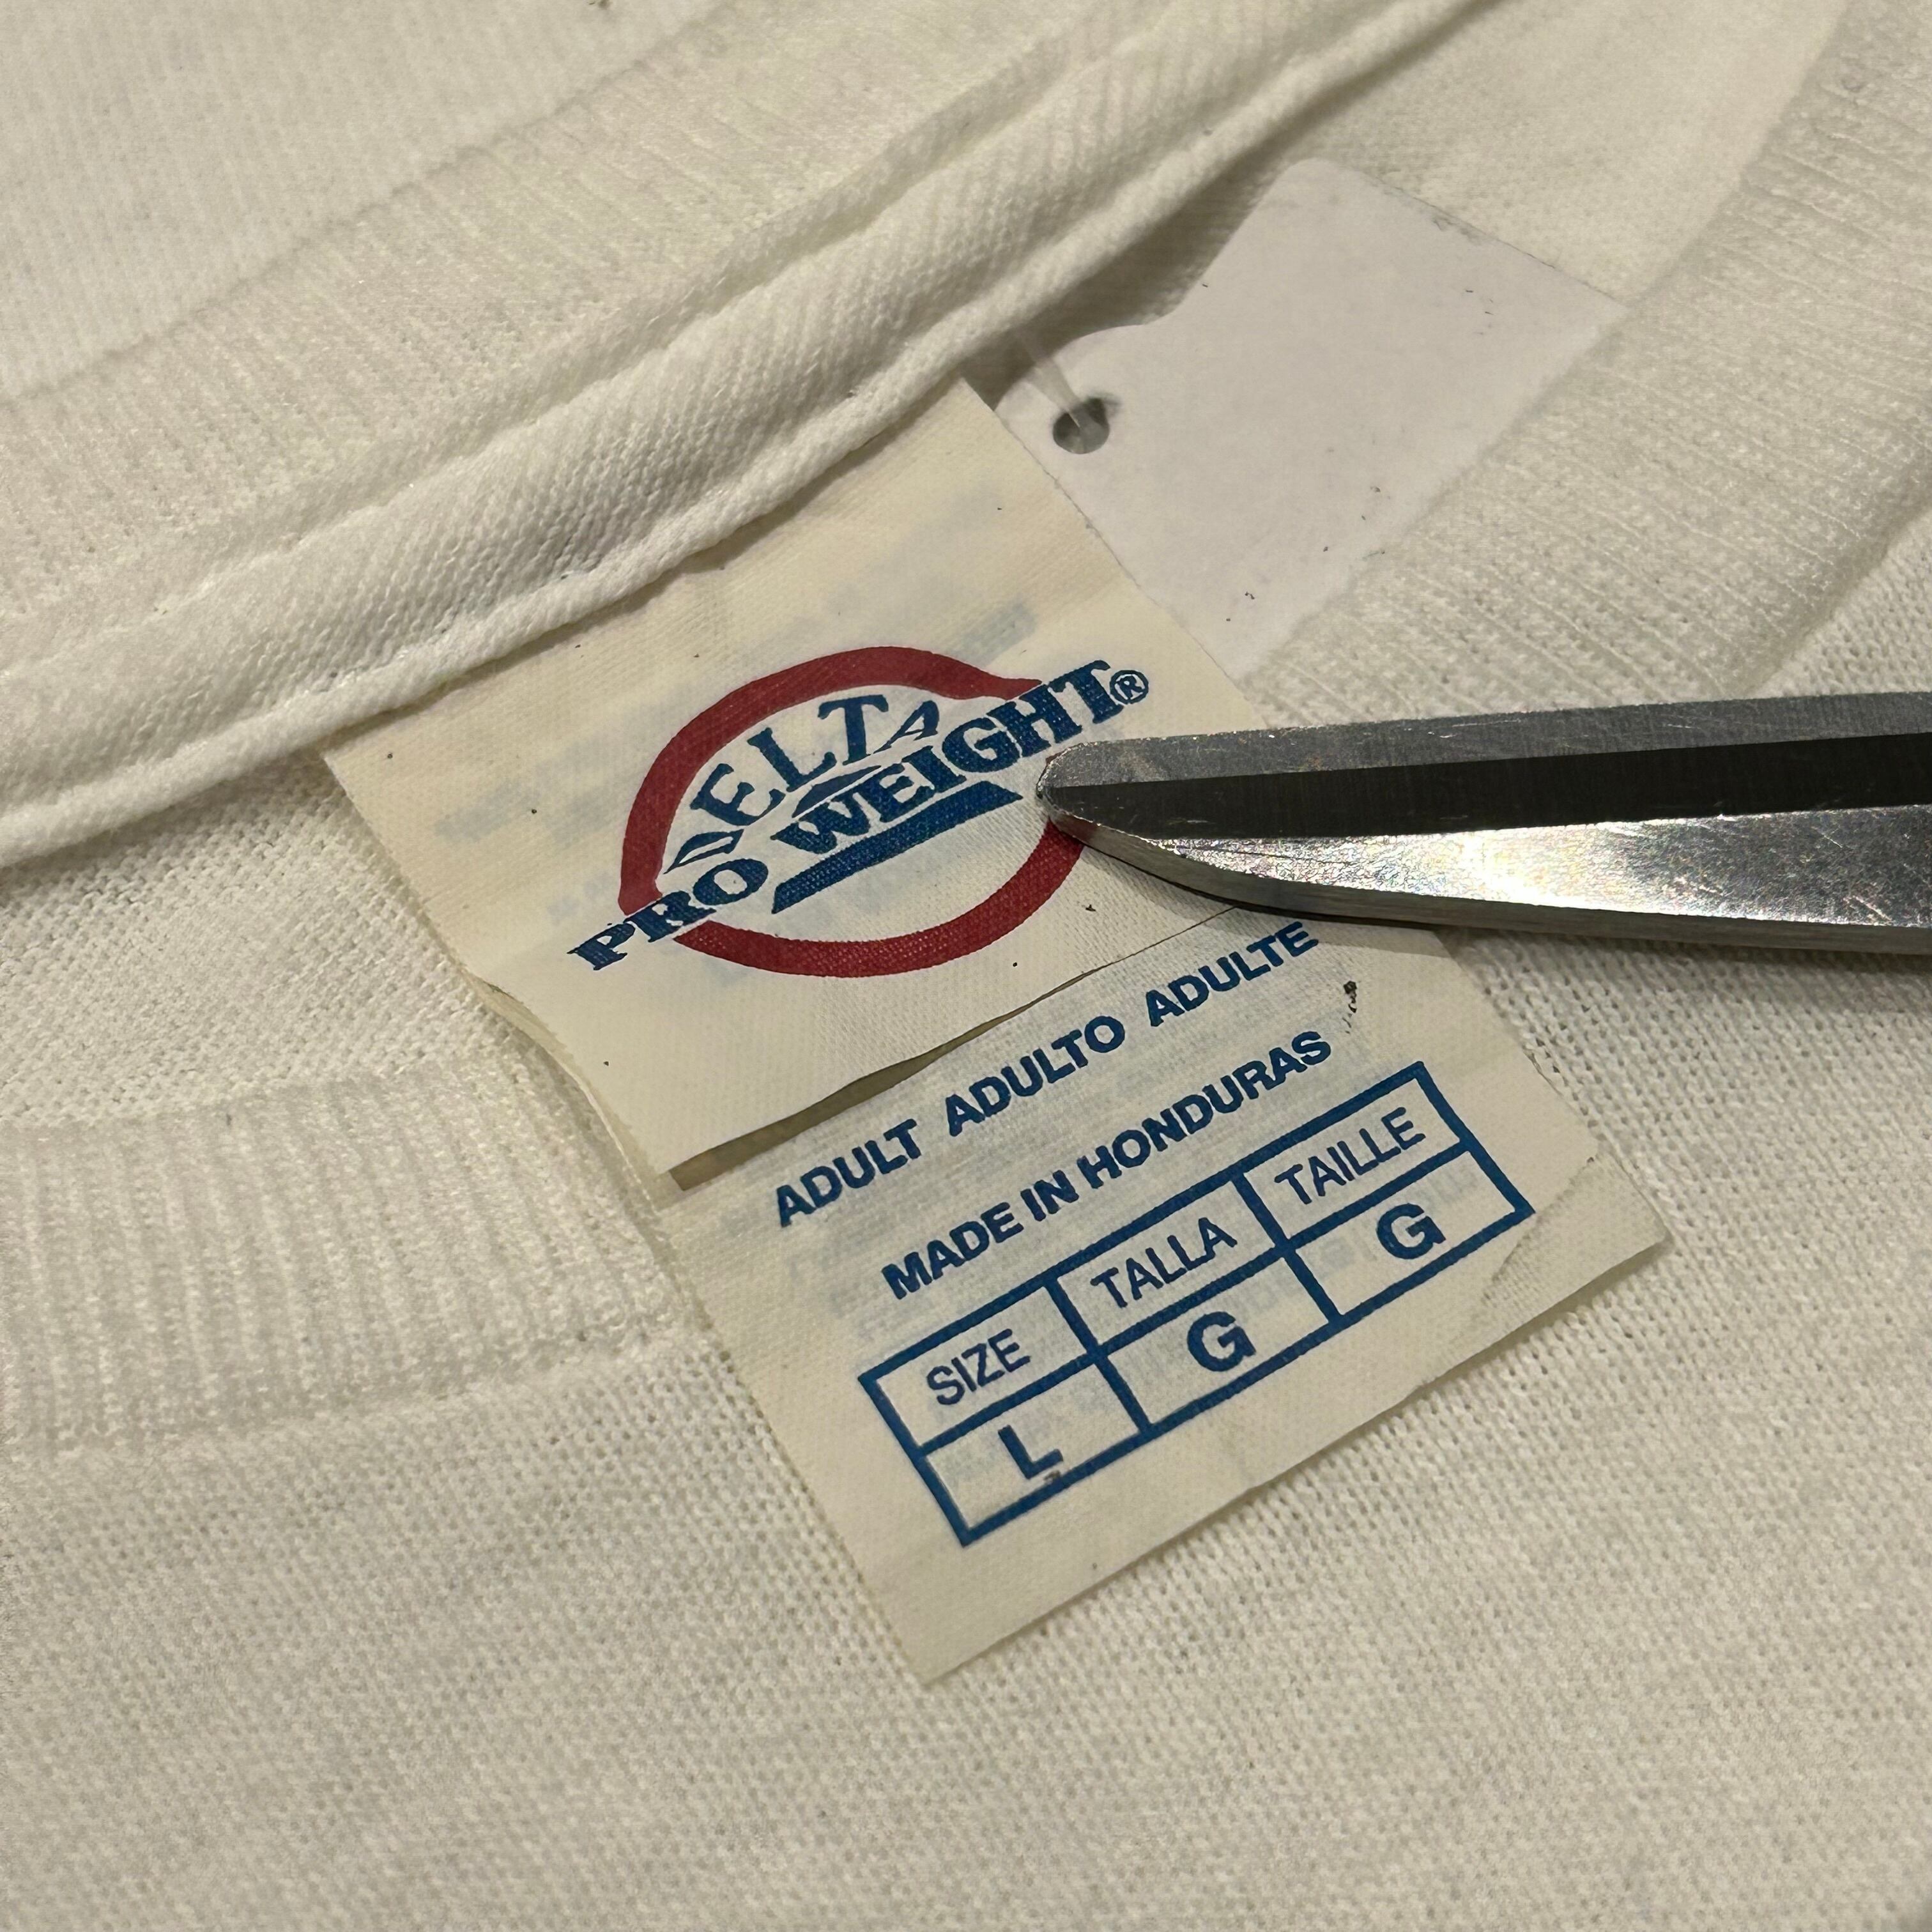 DELTA
PRO WEIGHT®
ADULT ADULTO ADULTE
MADE IN HONDURAS
SIZE TALLA TAILLE
L G G